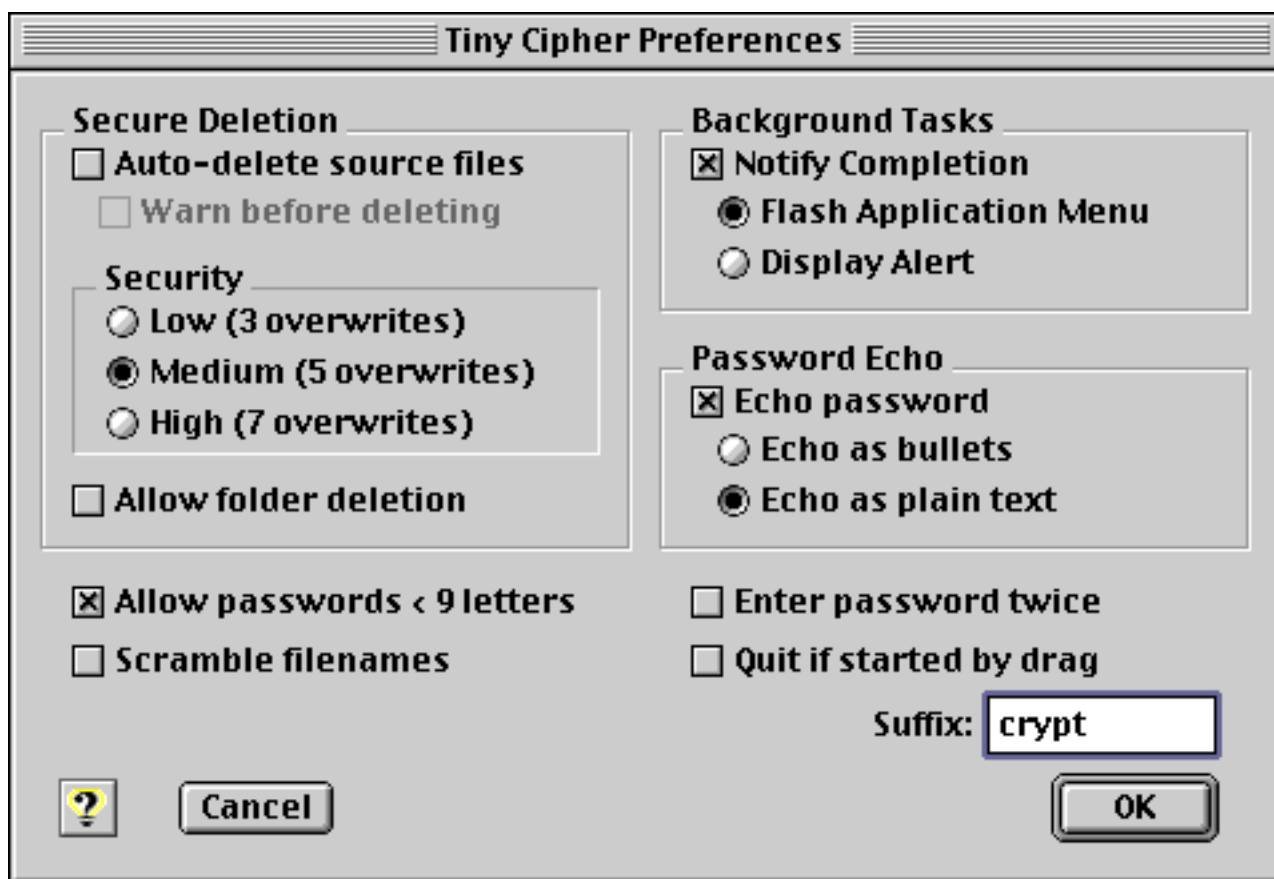 Tiny Cipher Preferences
Secure Deletion
Auto-delete source files
Warn before deleting
Security
Low (3 overwrites)
Medium (5 overwrites)
High (7 overwrites)
Allow folder deletion
Background Tasks
Notify Completion
Flash Application Menu
Display Alert
Password Echo
Echo password
Echo as bullets
Echo as plain text
Allow passwords < 9 letters
Scramble filenames
Enter password twice
Quit if started by drag
Suffix: crypt
?
Cancel
OK